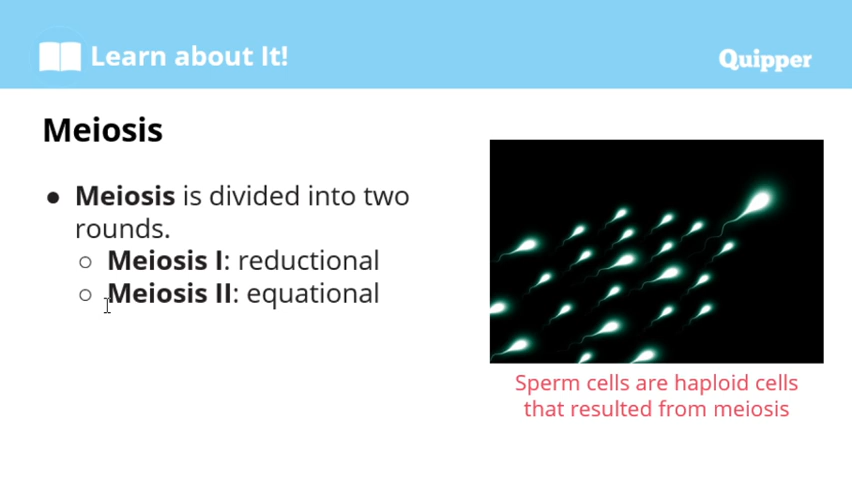 Learn about It!
Quipper
Meiosis
● Meiosis is divided into two
rounds.
○ Meiosis I: reductional
○ Meiosis II: equational
Sperm cells are haploid cells
that resulted from meiosis